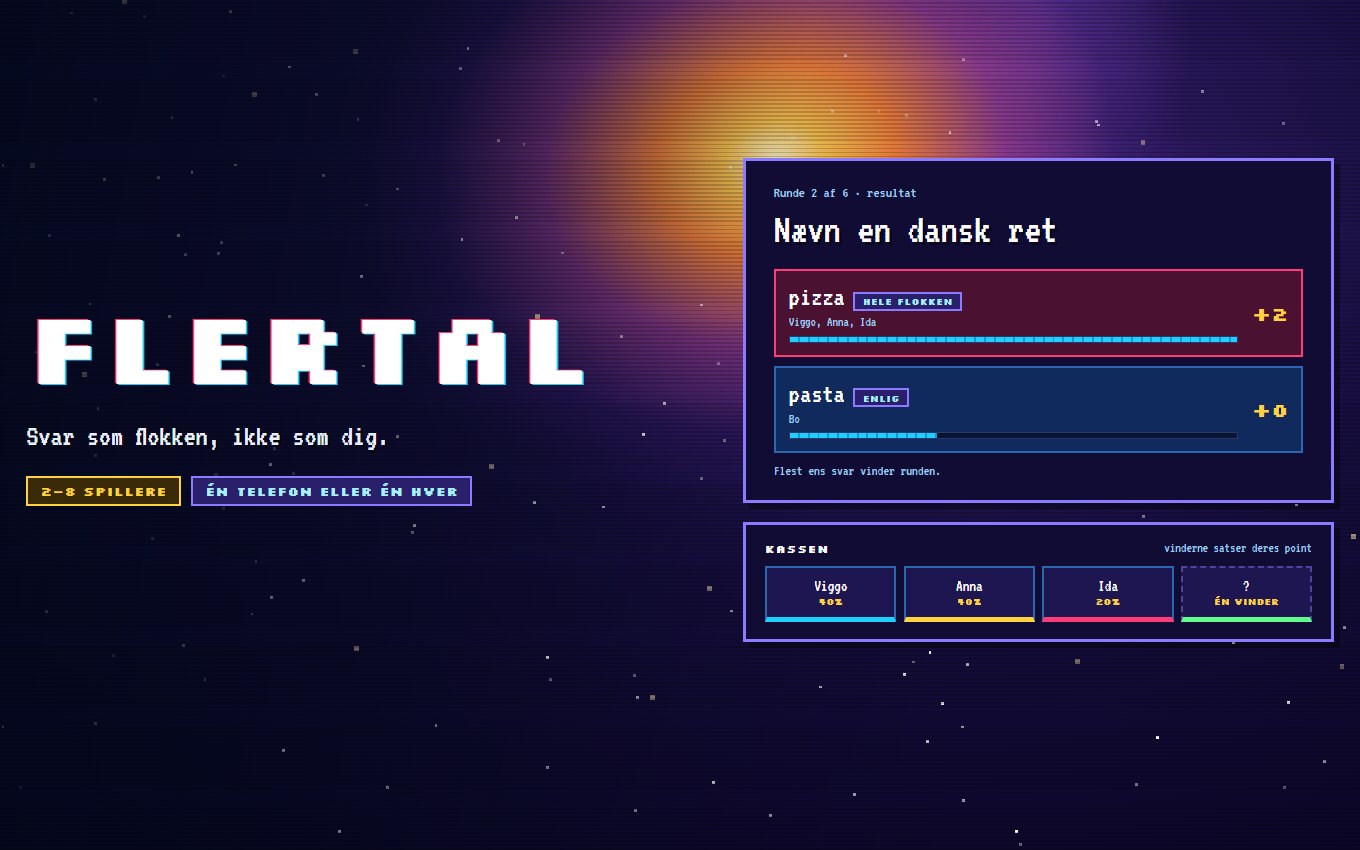 FLERTAL
Svar som flokken, ikke som dig.
2–8 SPILLERE
ÉN TELEFON ELLER ÉN HVER
Runde 2 af 6 · resultat
Nævn en dansk ret
pizza HELE FLOKKEN
Viggo, Anna, Ida
+2
pasta ENLIG
Bo
+0
Flest ens svar vinder runden.
KASSEN
vinderne satser deres point
Viggo
40%
Anna
40%
Ida
20%
?
ÉN VINDER